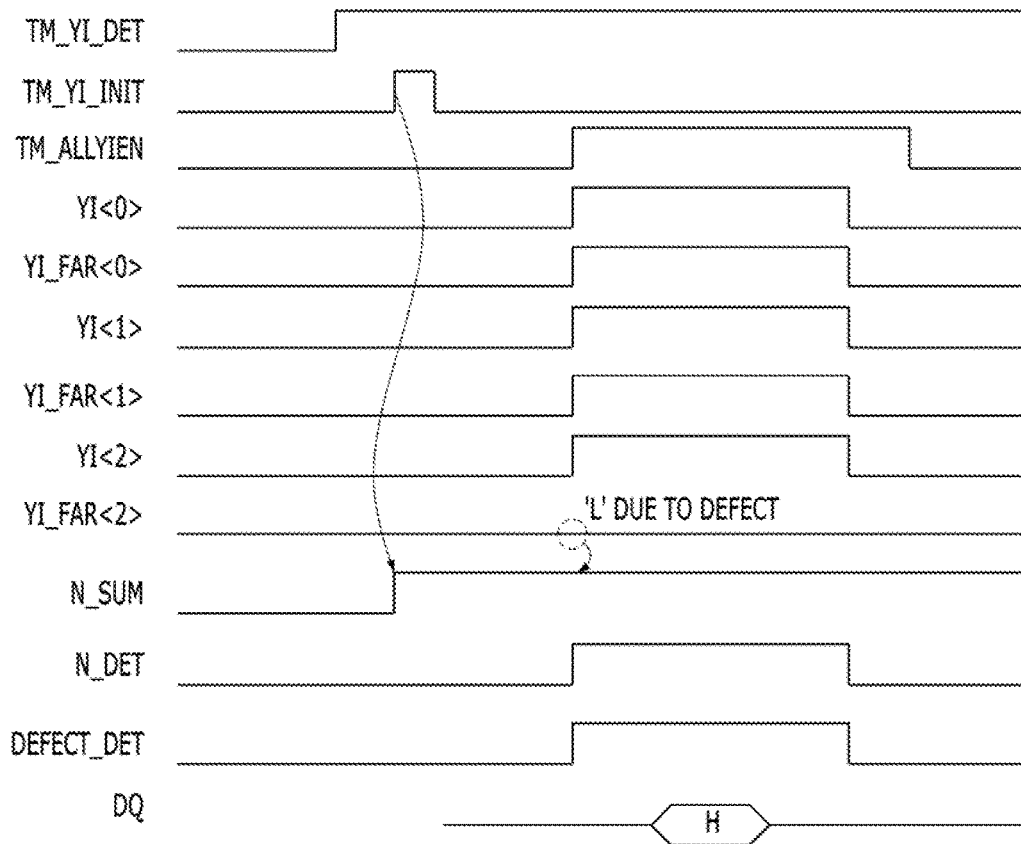 TM_YI_DET
TM_YI_INIT
TM_ALLYIEN
YI<0>
YI_FAR<0>
YI<1>
YI_FAR<1>
YI<2>
YI_FAR<2>
'L' DUE TO DEFECT
N_SUM
N_DET
DEFECT_DET
DQ
H